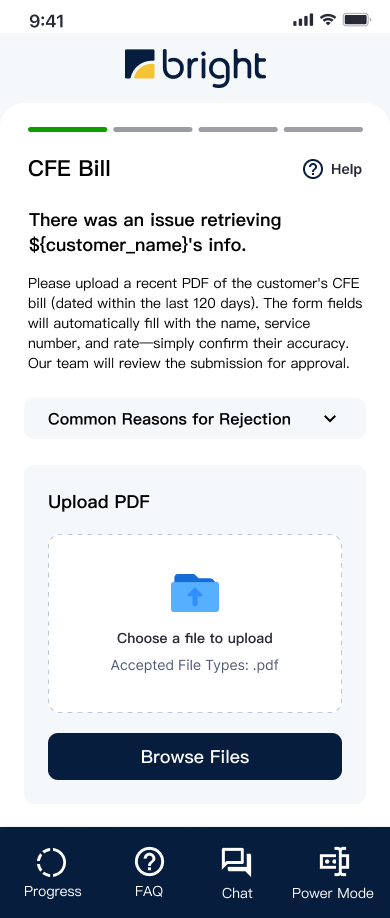 9:41
bright
CFE Bill
Help
There was an issue retrieving
${customer_name}'s info.
Please upload a recent PDF of the customer's CFE
bill (dated within the last 120 days). The form fields
will automatically fill with the name, service
number, and rate—simply confirm their accuracy.
Our team will review the submission for approval.
Common Reasons for Rejection
Upload PDF
Choose a file to upload
Accepted File Types: .pdf
Browse Files
Progress
FAQ
Chat
Power Mode